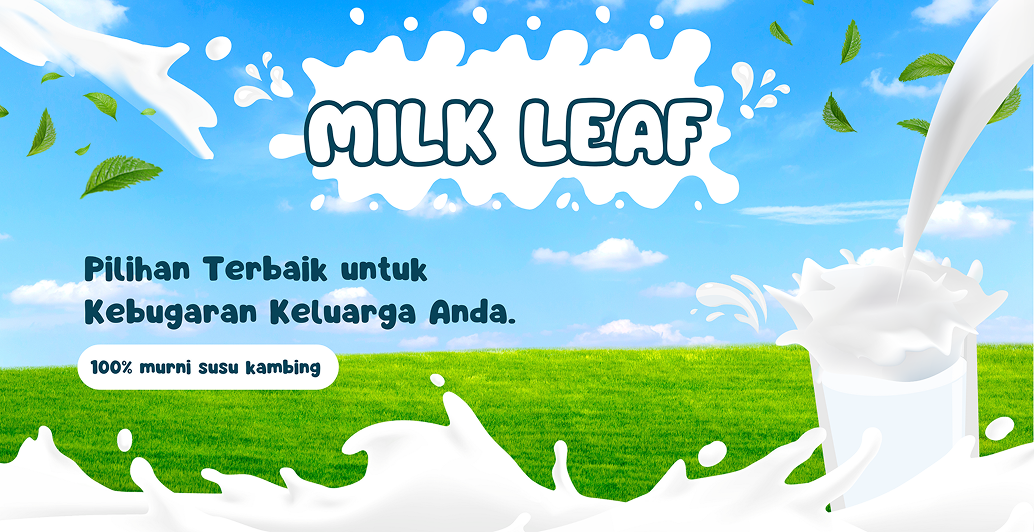 MILK LEAF
Pilihan Terbaik untuk
Kebugaran Keluarga Anda.
100% murni susu kambing